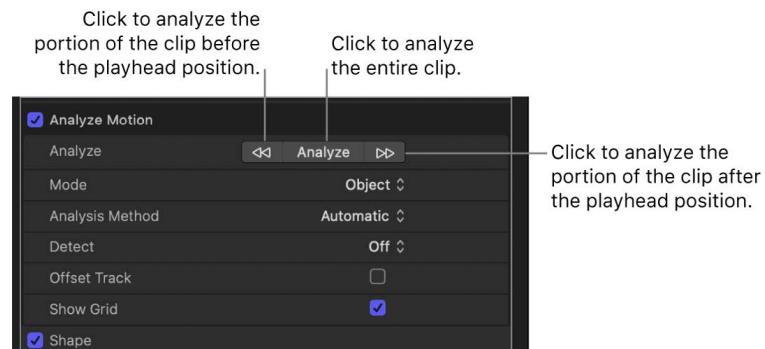 Click to analyze the
portion of the clip before
the playhead position.
Click to analyze
the entire clip.
Analyze Motion
Analyze
Analyze
Click to analyze the
portion of the clip after
the playhead position.
Mode
Object
Analysis Method
Automatic
Detect
Off
Offset Track
Show Grid
Shape